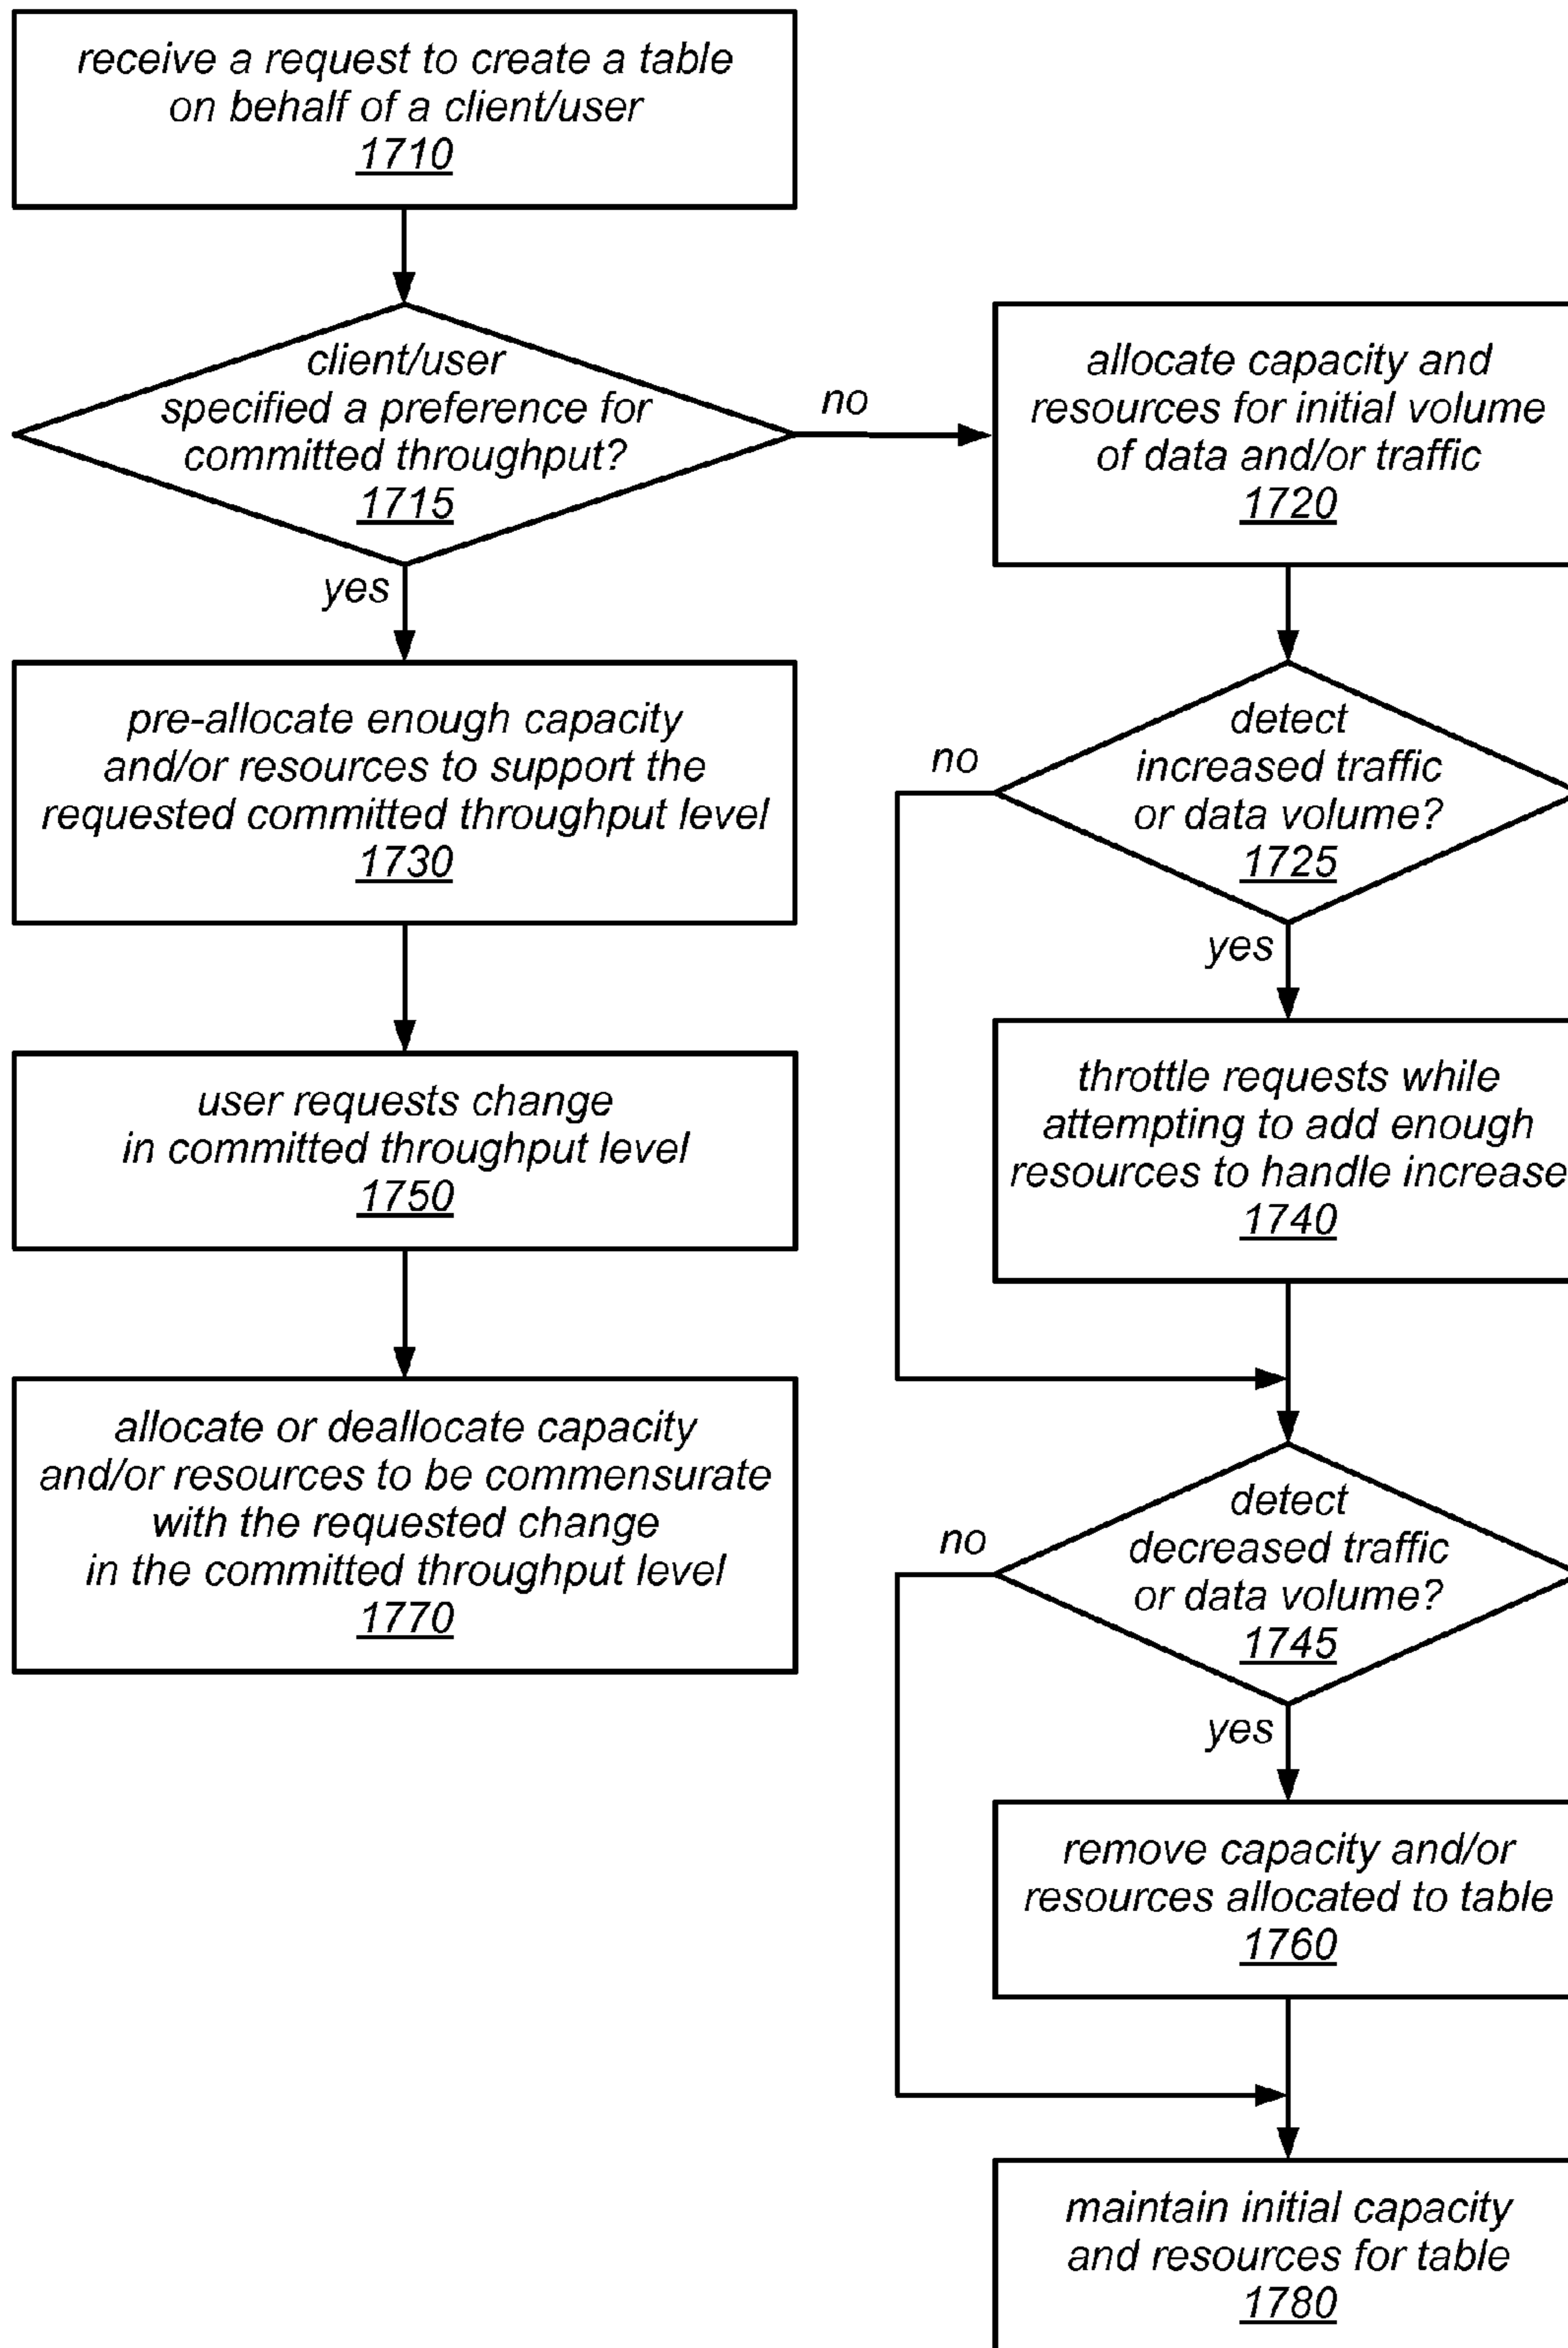 receive a request to create a table
on behalf of a client/user
1710
client/user
specified a preference for
committed throughput?
1715
no
allocate capacity and
resources for initial volume
of data and/or traffic
1720
yes
pre-allocate enough capacity
and/or resources to support the
requested committed throughput level
1730
detect
increased traffic
or data volume?
1725
no
yes
user requests change
in committed throughput level
1750
throttle requests while
attempting to add enough
resources to handle increase
1740
allocate or deallocate capacity
and/or resources to be commensurate
with the requested change
in the committed throughput level
1770
detect
decreased traffic
or data volume?
1745
no
yes
remove capacity and/or
resources allocated to table
1760
maintain initial capacity
and resources for table
1780